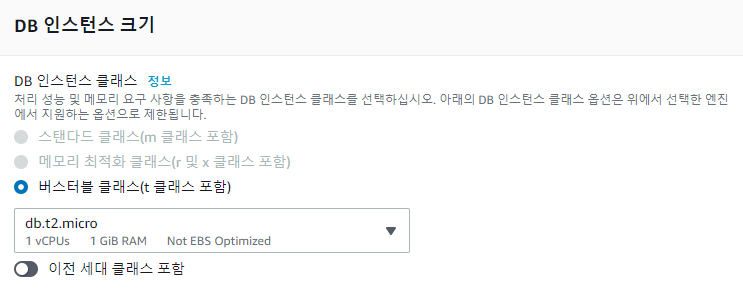 DB 인스턴스 크기
DB 인스턴스 클래스 정보
처리 성능 및 메모리 요구 사항을 충족하는 DB 인스턴스 클래스를 선택하십시오. 아래의 DB 인스턴스 클래스 옵션은 위에서 선택한 엔진
에서 지원하는 옵션으로 제한됩니다.
스탠다드 클래스(m 클래스 포함)
메모리 최적화 클래스(r 및 x 클래스 포함)
버스터블 클래스(t 클래스 포함)
db.t2.micro
1 vCPUs 1 GiB RAM Not EBS Optimized
이전 세대 클래스 포함